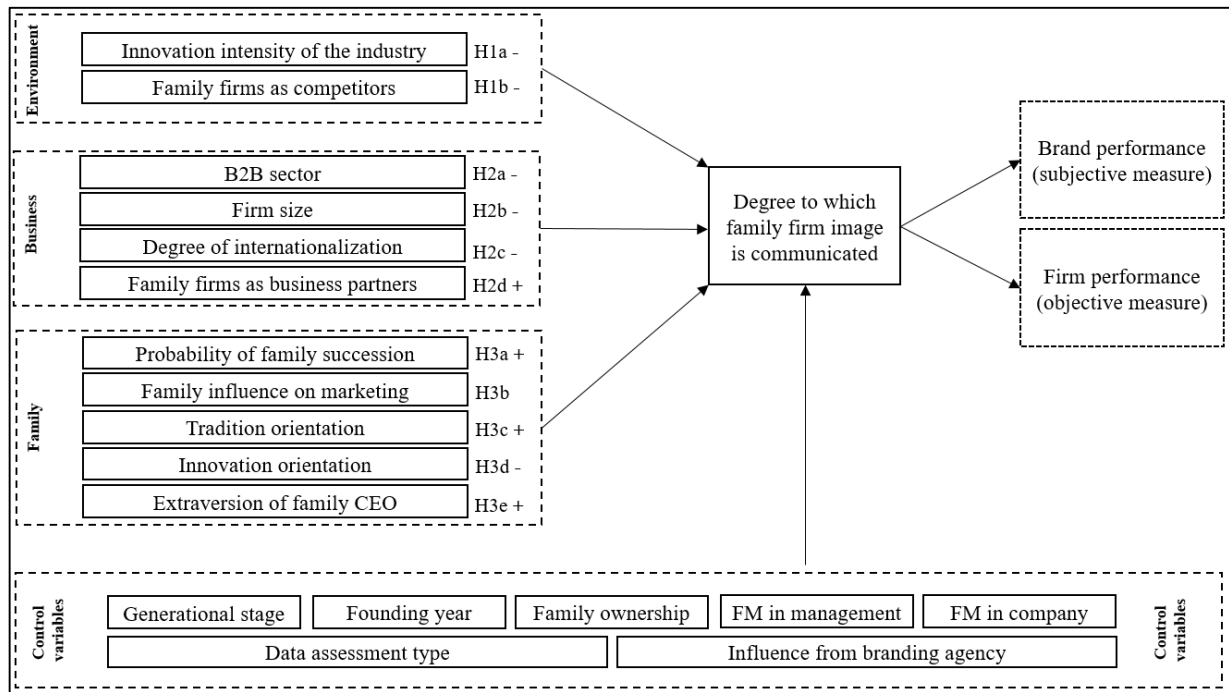 Environment
Innovation intensity of the industry
H1a -
Family firms as competitors
H1b -
Business
B2B sector
H2a -
Firm size
H2b -
Degree of internationalization
H2c -
Family firms as business partners
H2d +
Family
Probability of family succession
H3a +
Family influence on marketing
H3b
Tradition orientation
H3c +
Innovation orientation
H3d -
Extraversion of family CEO
H3e +
Degree to which
family firm image
is communicated
Brand performance
(subjective measure)
Firm performance
(objective measure)
Control
variables
Generational stage
Founding year
Family ownership
FM in management
FM in company
Data assessment type
Influence from branding agency
Control
variables